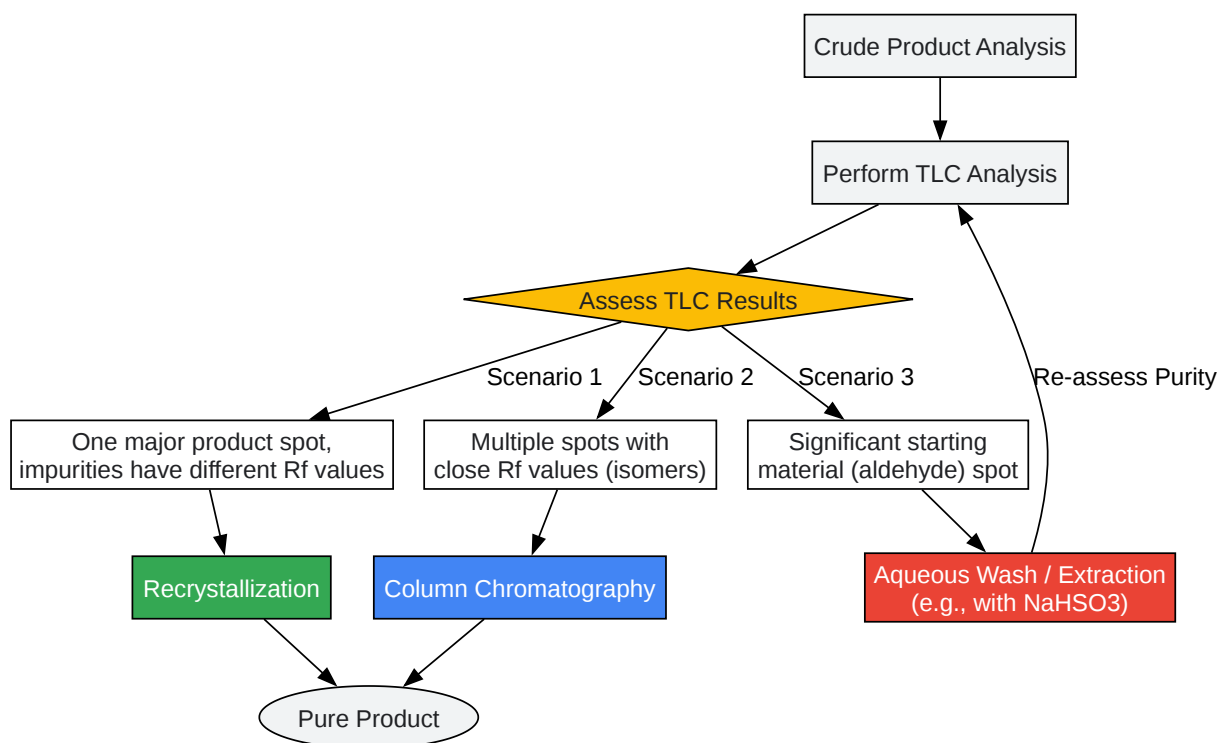 Crude Product Analysis
Perform TLC Analysis
Assess TLC Results
Scenario 1
Scenario 2
Scenario 3
Re-assess Purity
One major product spot,
impurities have different Rf values
Multiple spots with
close Rf values (isomers)
Significant starting
material (aldehyde) spot
Recrystallization
Column Chromatography
Aqueous Wash / Extraction
(e.g., with NaHSO3)
Pure Product